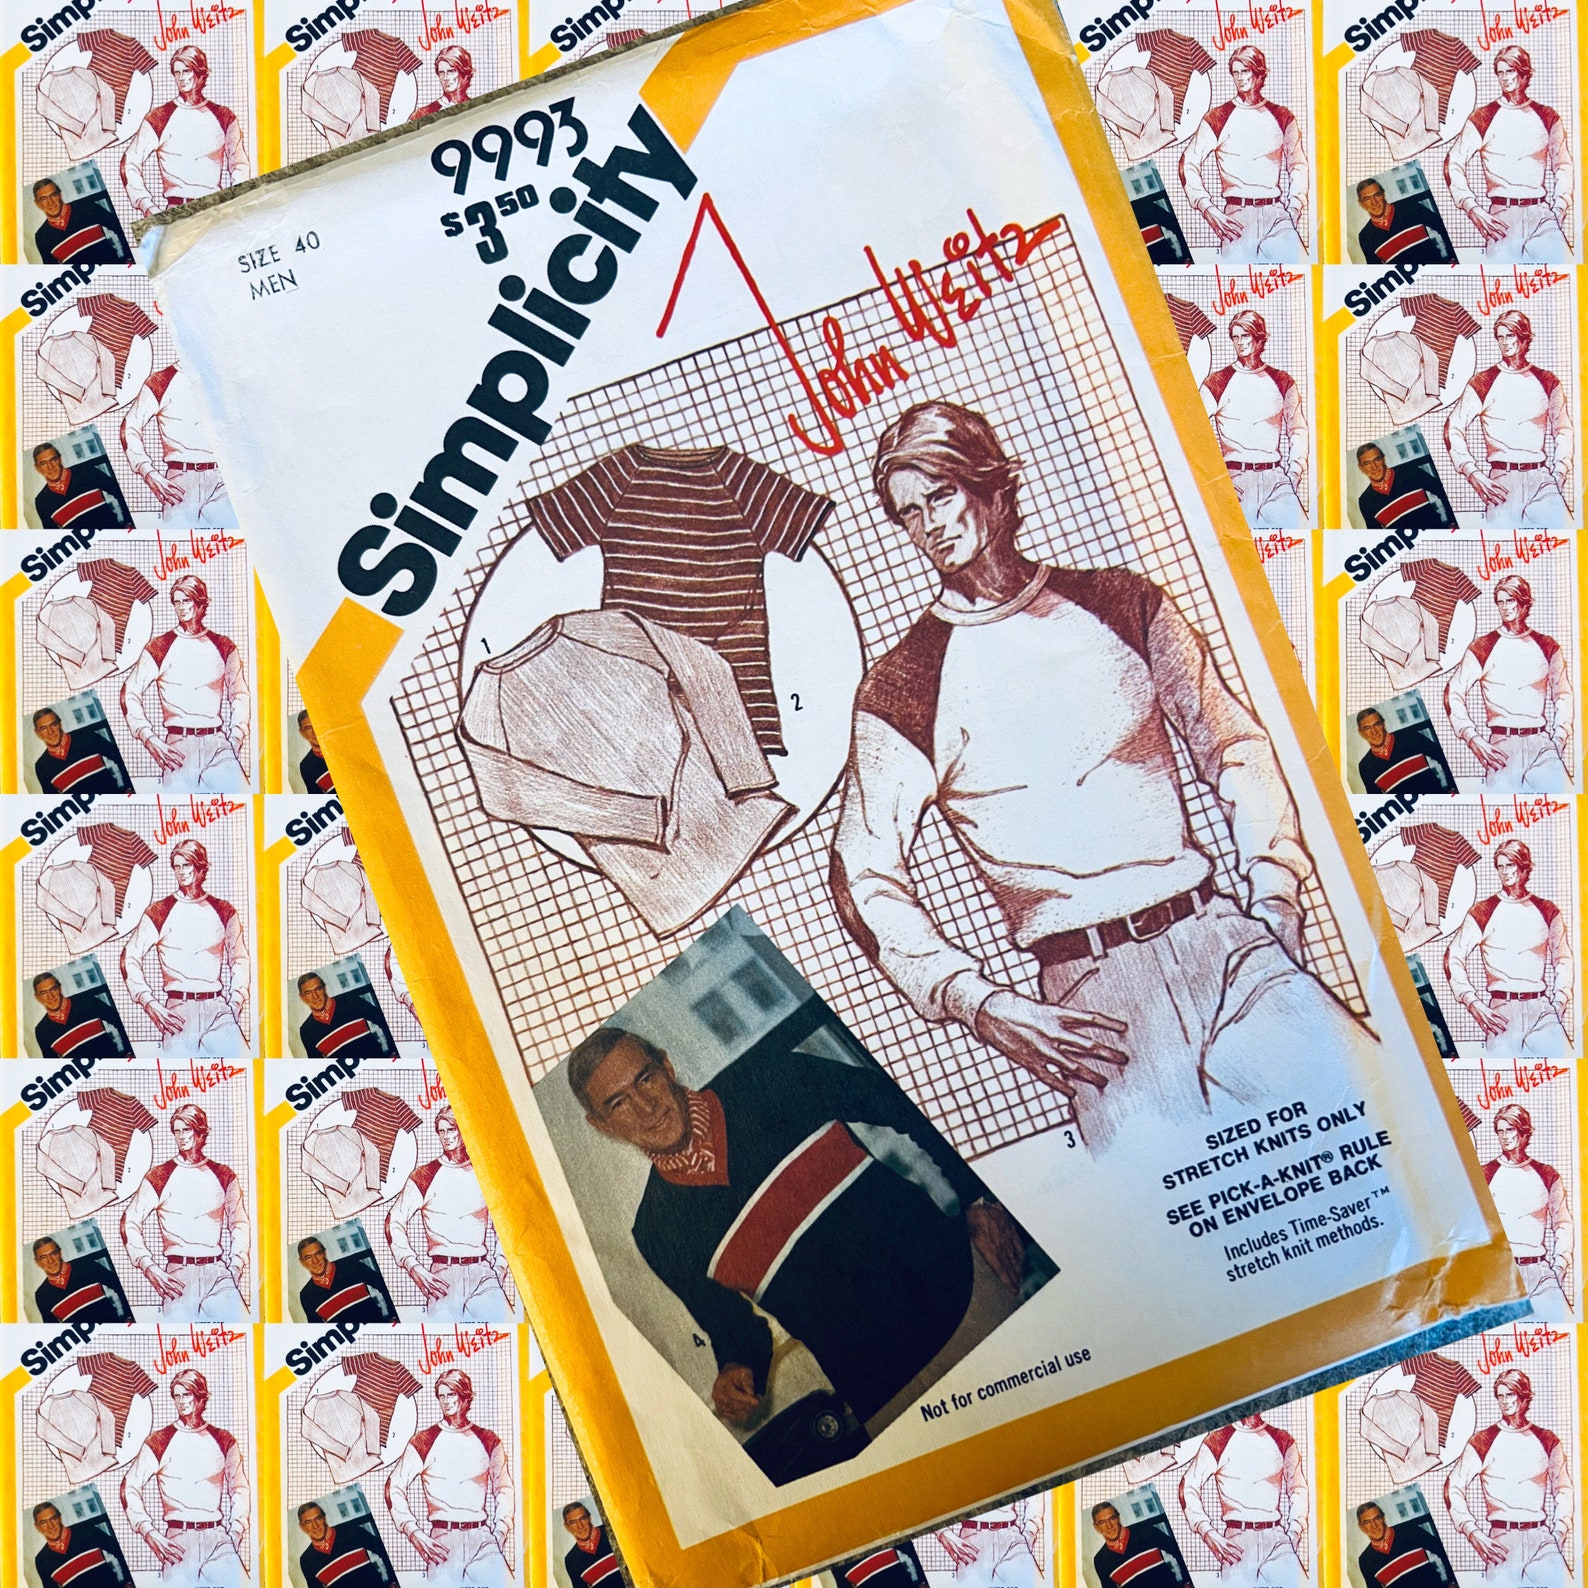 9993
$3.50
SIZE 40
MEN
Simplicity
John Weitz
1
2
3
4
SIZED FOR
STRETCH KNITS ONLY
SEE PICK-A-KNIT® RULE
ON ENVELOPE BACK
Includes Time-Saver™
stretch knit methods.
Not for commercial use